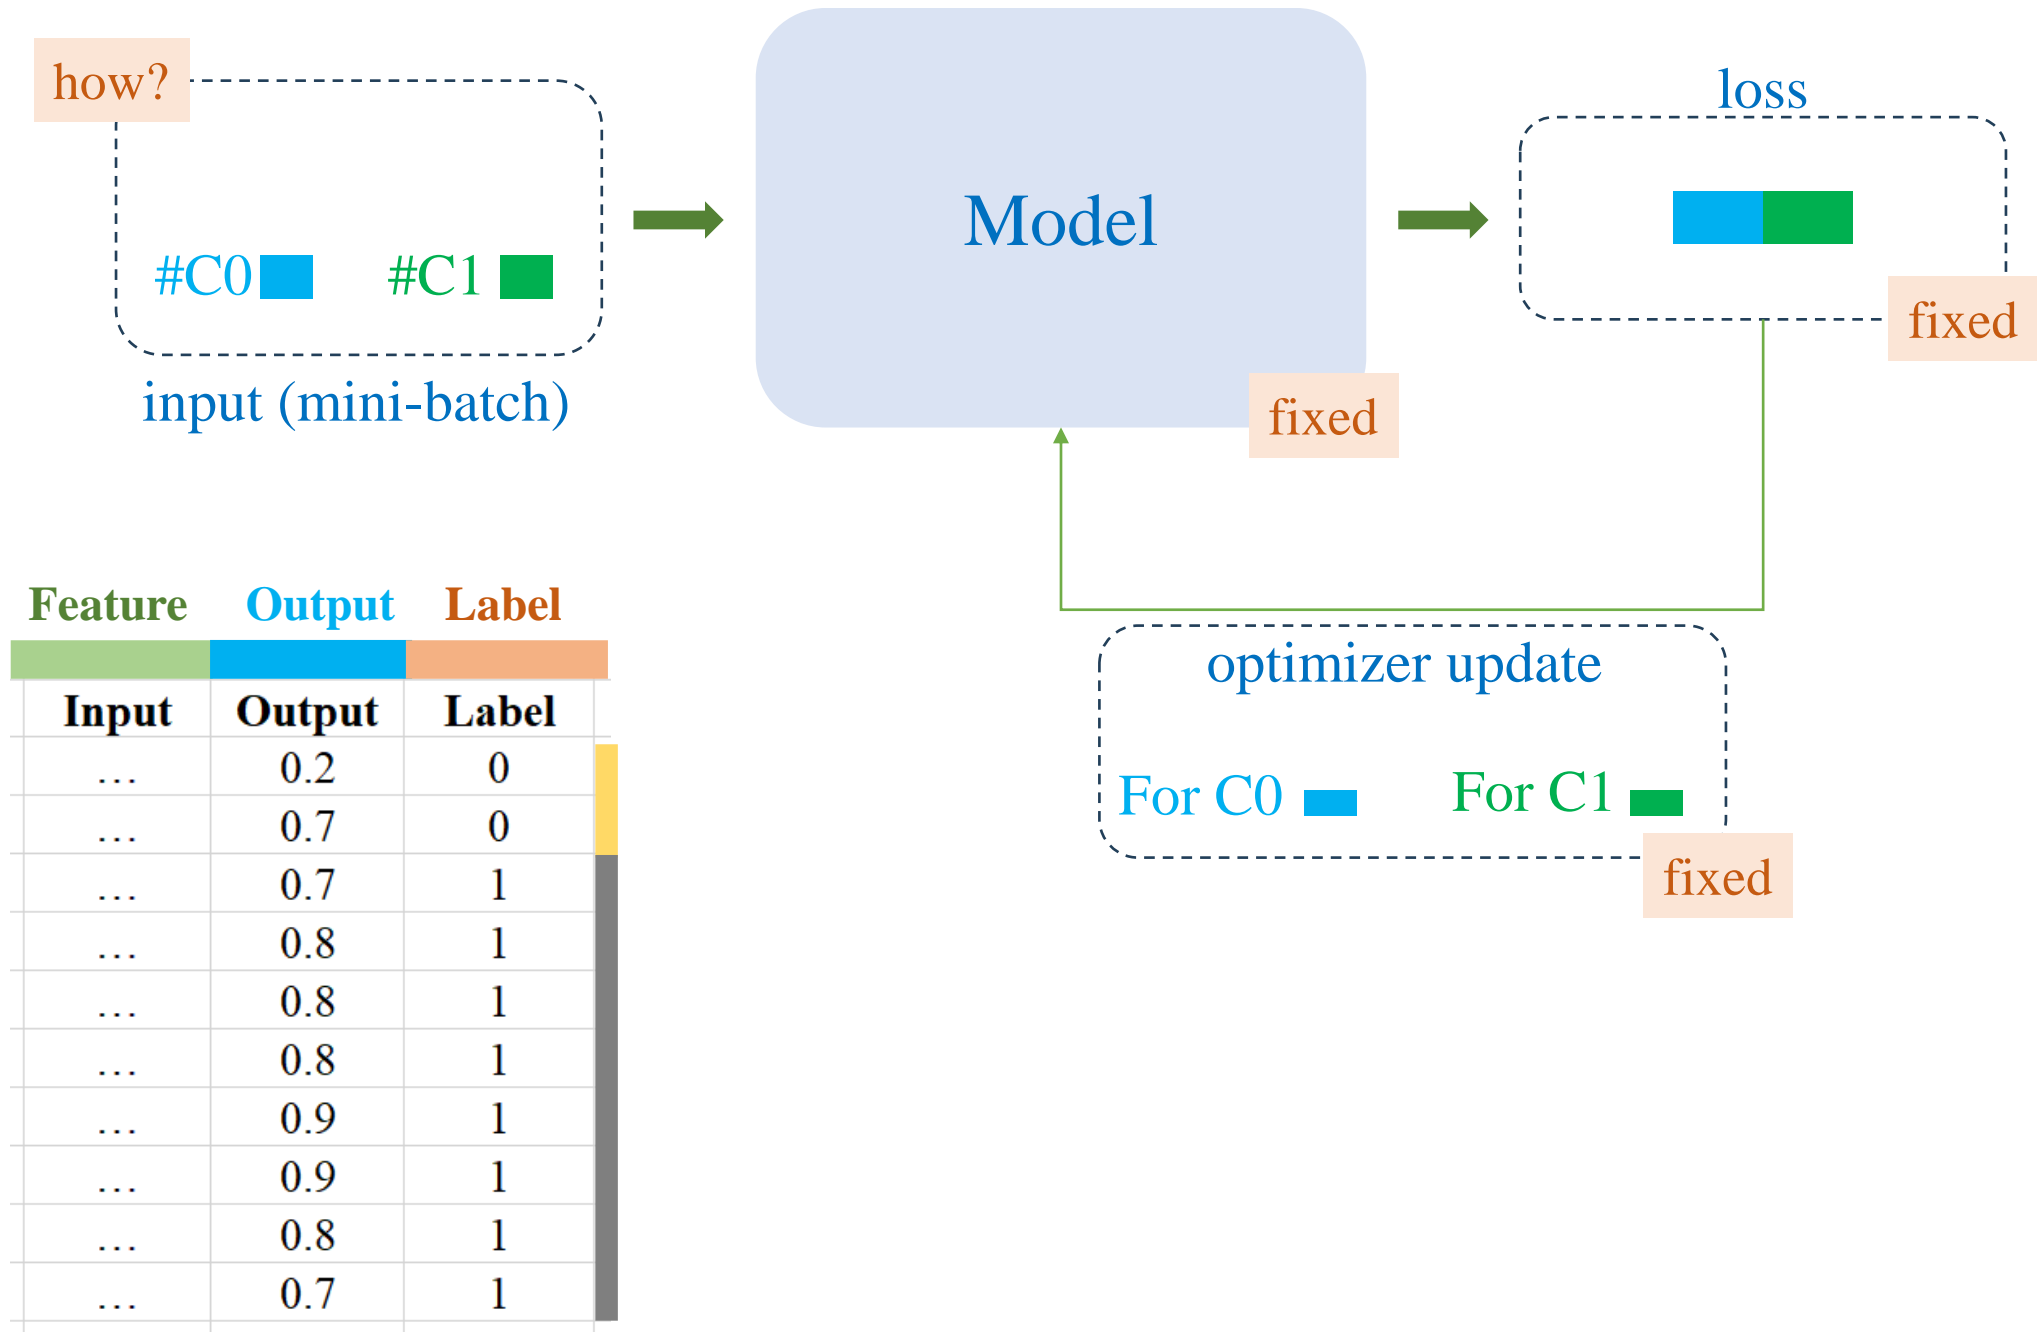 how?
#C0
#C1
input (mini-batch)
Model
fixed
loss
fixed
optimizer update
For C0
For C1
fixed
Feature Output Label
Input Output Label
... 0.2 0
... 0.7 0
... 0.7 1
... 0.8 1
... 0.8 1
... 0.8 1
... 0.9 1
... 0.9 1
... 0.8 1
... 0.7 1